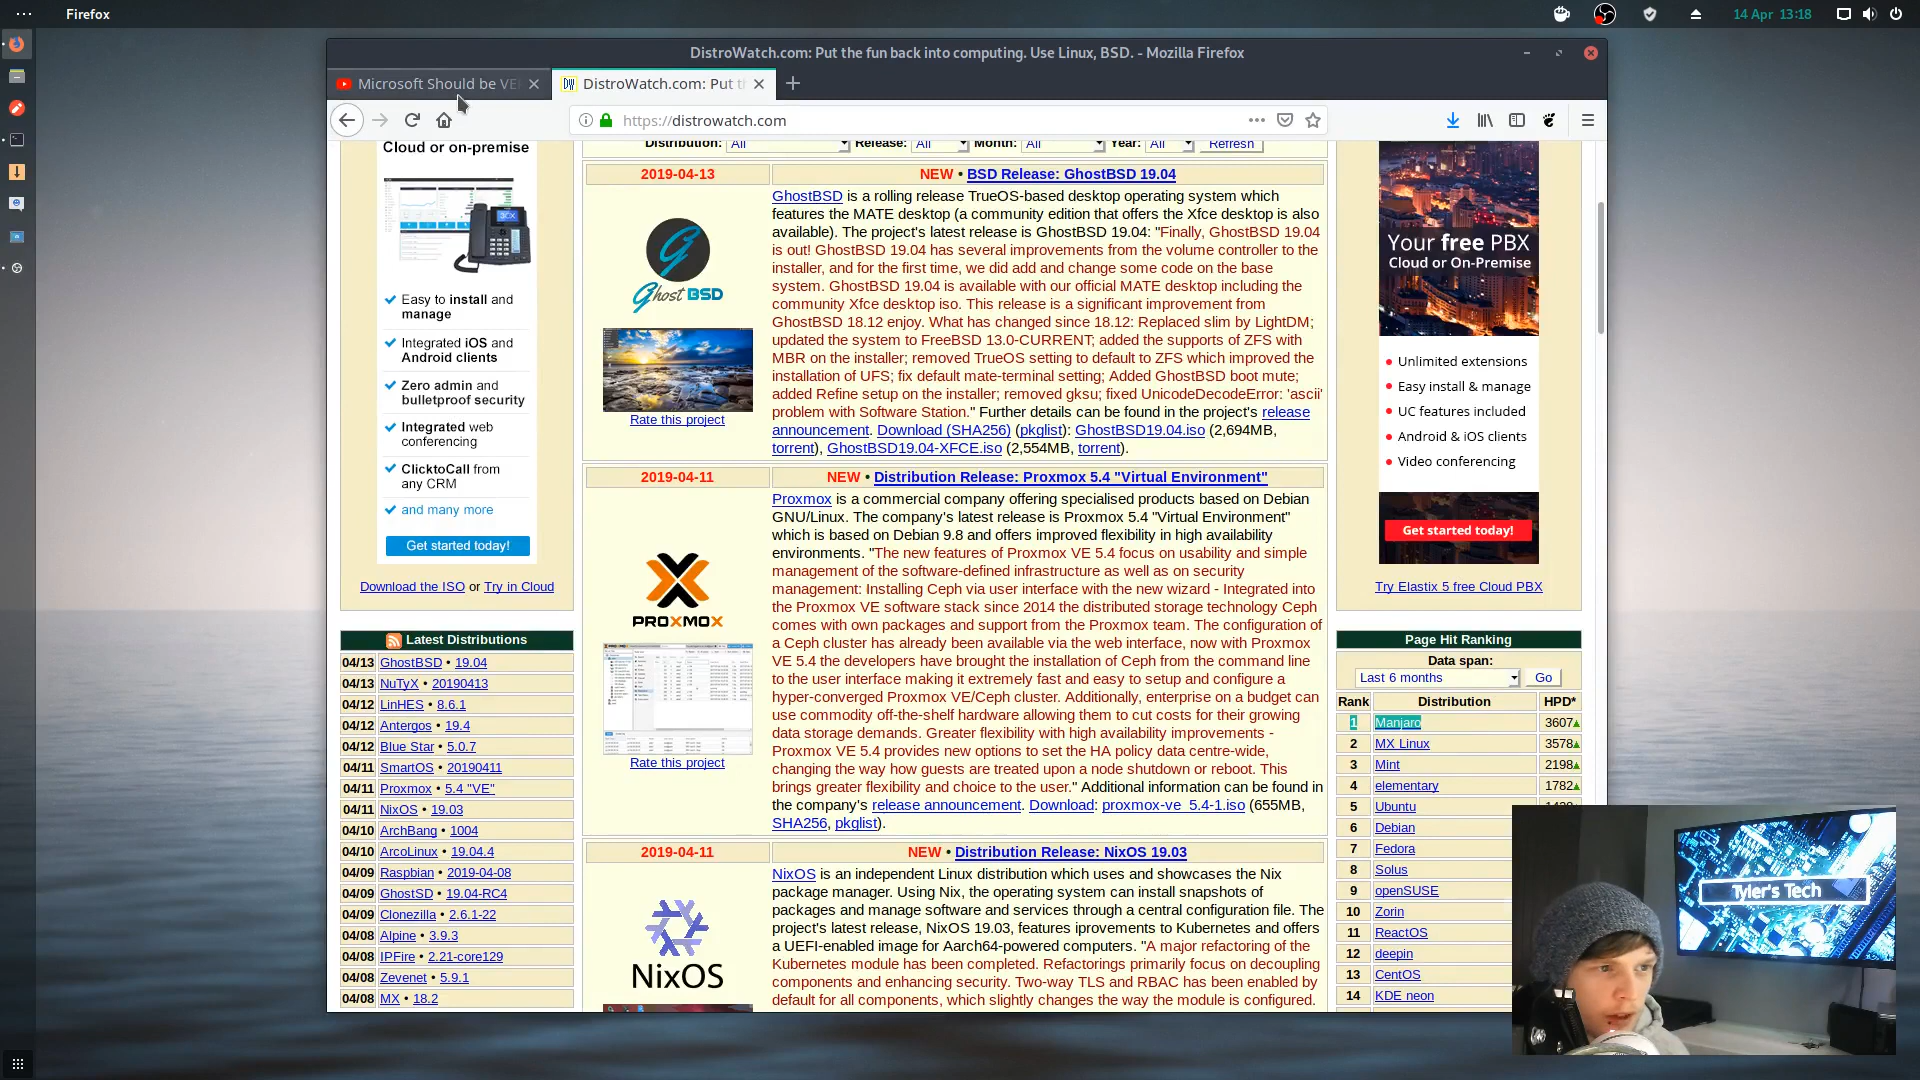 Firefox
14 Apr 13:18
DistroWatch.com: Put the fun back into computing. Use Linux, BSD. - Mozilla Firefox
Microsoft Should be VE
DistroWatch.com: Put t
https://distrowatch.com
Cloud or on-premise
3CX
Easy to install and
manage
Integrated iOS and
Android clients
Zero admin and
bulletproof security
Integrated web
conferencing
ClicktoCall from
any CRM
and many more
Get started today!
Download the ISO or Try in Cloud
Latest Distributions
04/13 GhostBSD • 19.04
04/13 NuTyX • 20190413
04/12 LinHES • 8.6.1
04/12 Antergos • 19.4
04/12 Blue Star • 5.0.7
04/11 SmartOS • 20190411
04/11 Proxmox • 5.4 "VE"
04/11 NixOS • 19.03
04/10 ArchBang • 1004
04/10 ArcoLinux • 19.04.4
04/09 Raspbian • 2019-04-08
04/09 GhostSD • 19.04-RC4
04/09 Clonezilla • 2.6.1-22
04/08 Alpine • 3.9.3
04/08 IPFire • 2.21-core129
04/08 Zevenet • 5.9.1
04/08 MX • 18.2
Distribution: All Release: All Month: All Year: All Refresh
2019-04-13 NEW • BSD Release: GhostBSD 19.04
Ghost BSD
Rate this project
GhostBSD is a rolling release TrueOS-based desktop operating system which
features the MATE desktop (a community edition that offers the Xfce desktop is also
available). The project's latest release is GhostBSD 19.04: "Finally, GhostBSD 19.04
is out! GhostBSD 19.04 has several improvements from the volume controller to the
installer, and for the first time, we did add and change some code on the base
system. GhostBSD 19.04 is available with our official MATE desktop including the
community Xfce desktop iso. This release is a significant improvement from
GhostBSD 18.12 enjoy. What has changed since 18.12: Replaced slim by LightDM;
updated the system to FreeBSD 13.0-CURRENT; added the supports of ZFS with
MBR on the installer; removed TrueOS setting to default to ZFS which improved the
installation of UFS; fix default mate-terminal setting; Added GhostBSD boot mute;
added Refine setup on the installer; removed gksu; fixed UnicodeDecodeError: 'ascii'
problem with Software Station." Further details can be found in the project's release
announcement. Download (SHA256) (pkglist): GhostBSD19.04.iso (2,694MB,
torrent), GhostBSD19.04-XFCE.iso (2,554MB, torrent).
2019-04-11 NEW • Distribution Release: Proxmox 5.4 "Virtual Environment"
PROXMOX
Rate this project
Proxmox is a commercial company offering specialised products based on Debian
GNU/Linux. The company's latest release is Proxmox 5.4 "Virtual Environment"
which is based on Debian 9.8 and offers improved flexibility in high availability
environments. "The new features of Proxmox VE 5.4 focus on usability and simple
management of the software-defined infrastructure as well as on security
management: Installing Ceph via user interface with the new wizard - Integrated into
the Proxmox VE software stack since 2014 the distributed storage technology Ceph
comes with own packages and support from the Proxmox team. The configuration of
a Ceph cluster has already been available via the web interface, now with Proxmox
VE 5.4 the developers have brought the installation of Ceph from the command line
to the user interface making it extremely fast and easy to setup and configure a
hyper-converged Proxmox VE/Ceph cluster. Additionally, enterprise on a budget can
use commodity off-the-shelf hardware allowing them to cut costs for their growing
data storage demands. Greater flexibility with high availability improvements -
Proxmox VE 5.4 provides new options to set the HA policy data centre-wide,
changing the way how guests are treated upon a node shutdown or reboot. This
brings greater flexibility and choice to the user." Additional information can be found in
the company's release announcement. Download: proxmox-ve_5.4-1.iso (655MB,
SHA256, pkglist).
2019-04-11 NEW • Distribution Release: NixOS 19.03
NixOS
NixOS is an independent Linux distribution which uses and showcases the Nix
package manager. Using Nix, the operating system can install snapshots of
packages and manage software and services through a central configuration file. The
project's latest release, NixOS 19.03, features iprovements to Kubernetes and offers
a UEFI-enabled image for Aarch64-powered computers. "A major refactoring of the
Kubernetes module has been completed. Refactorings primarily focus on decoupling
components and enhancing security. Two-way TLS and RBAC has been enabled by
default for all components, which slightly changes the way the module is configured.
Your free PBX
Cloud or On-Premise
Unlimited extensions
Easy install & manage
UC features included
Android & iOS clients
Video conferencing
Get started today!
Try Elastix 5 free Cloud PBX
Page Hit Ranking
Data span:
Last 6 months Go
Rank Distribution HPD*
1 Manjaro 3607
2 MX Linux 3578
3 Mint 2198
4 elementary 1782
5 Ubuntu
6 Debian
7 Fedora
8 Solus
9 openSUSE
10 Zorin
11 ReactOS
12 deepin
13 CentOS
14 KDE neon
Tyler's Tech